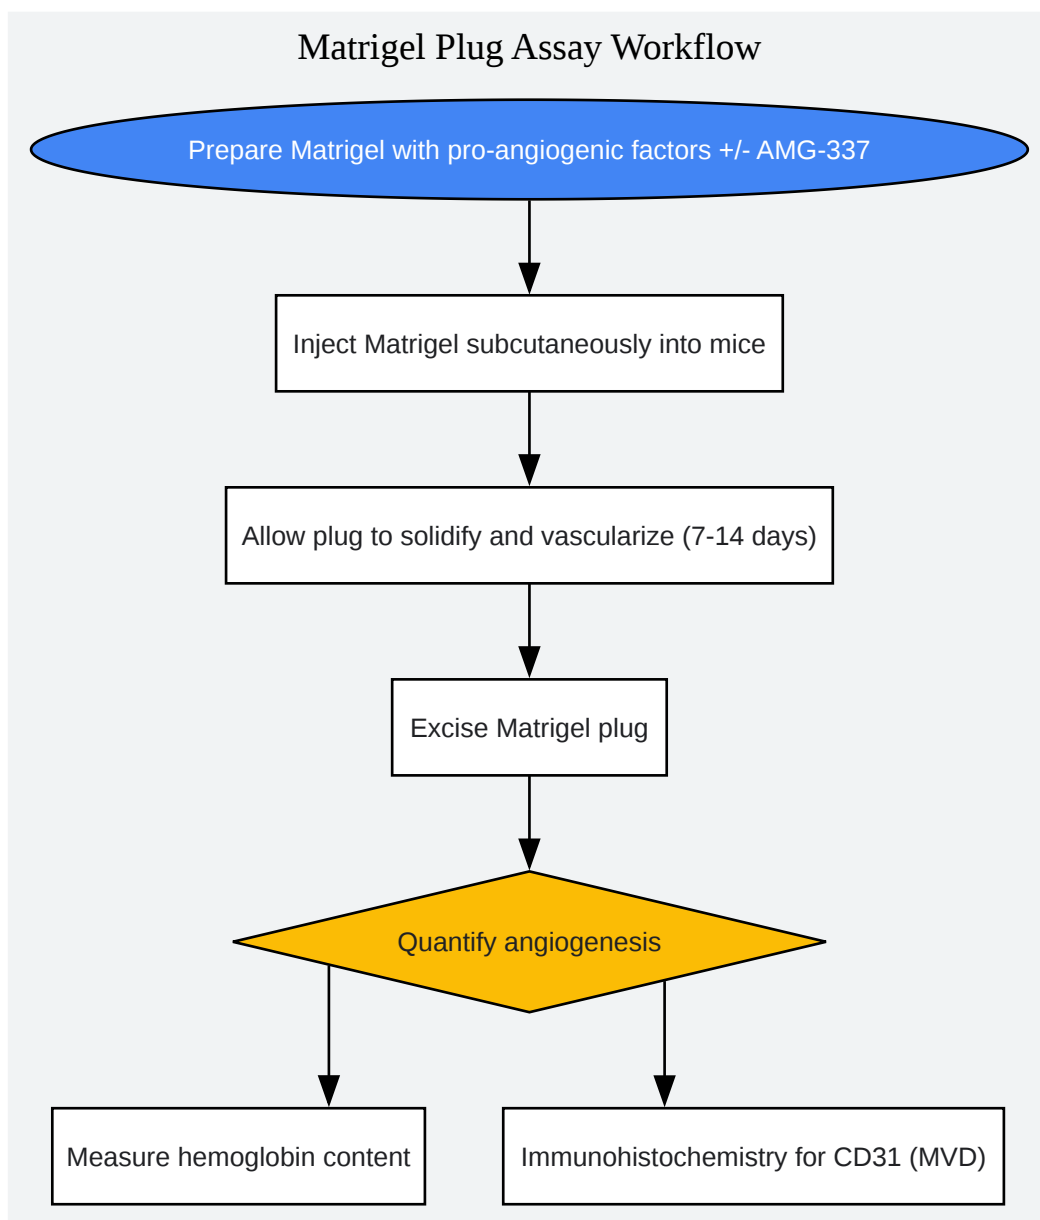 Matrigel Plug Assay Workflow
Prepare Matrigel with pro-angiogenic factors +/- AMG-337
Inject Matrigel subcutaneously into mice
Allow plug to solidify and vascularize (7-14 days)
Excise Matrigel plug
Quantify angiogenesis
Measure hemoglobin content
Immunohistochemistry for CD31 (MVD)